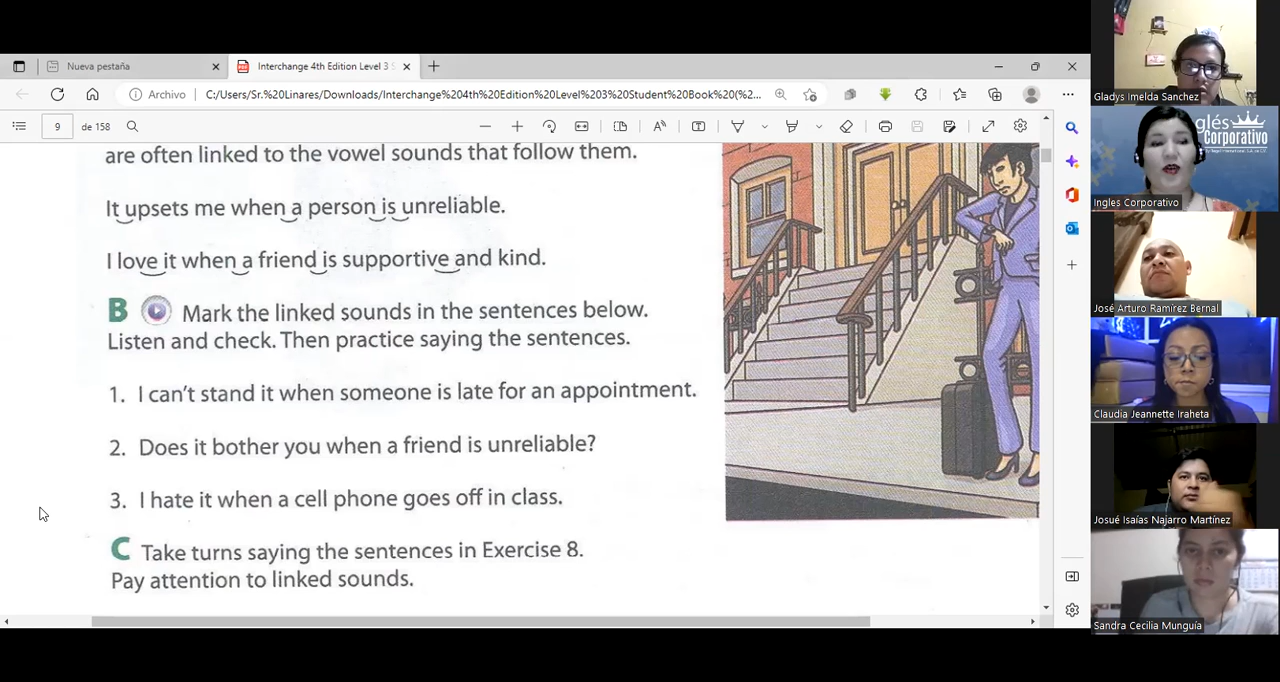 Nueva pestaña
Interchange 4th Edition Level 3 S
Archivo
C:/Users/Sr.%20Linares/Downloads/Interchange%204th%20Edition%20Level%203%20Student%20Book%20(%2...
9
de 158
are often linked to the vowel sounds that follow them.
It upsets me when a person is unreliable.
I love it when a friend is supportive and kind.
B Mark the linked sounds in the sentences below.
Listen and check. Then practice saying the sentences.
1. I can't stand it when someone is late for an appointment.
2. Does it bother you when a friend is unreliable?
3. I hate it when a cell phone goes off in class.
C Take turns saying the sentences in Exercise 8.
Pay attention to linked sounds.
Gladys Imelda Sanchez
glés
Corporativo
Ingles Corporativo
José Arturo Ramirez Bernal
Claudia Jeannette Iraheta
Josué Isaías Najarro Martínez
Sandra Cecilia Munguía